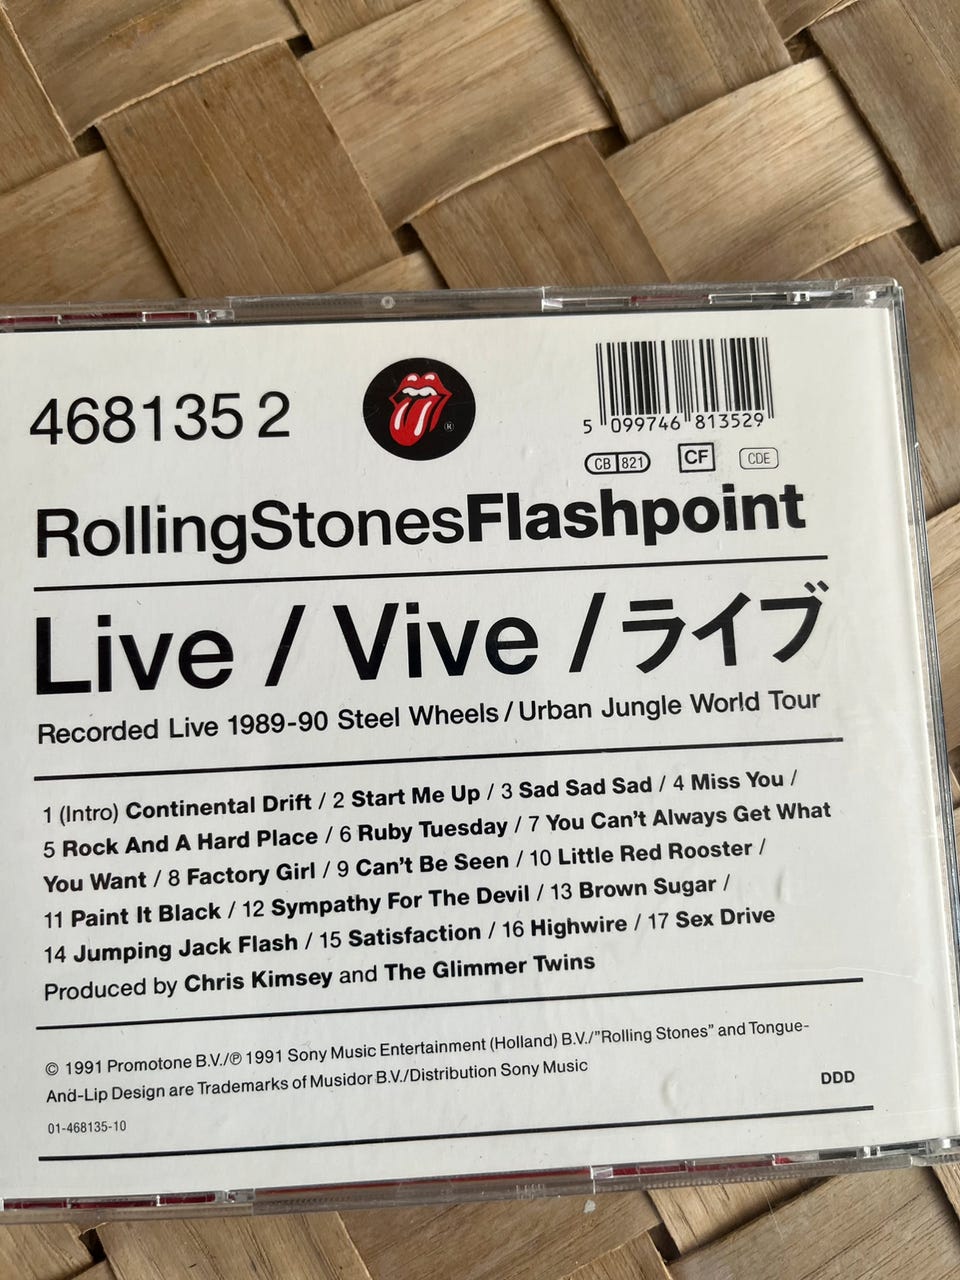 468135 2
®
5 099746 813529
CB 821
CF
CDE
RollingStonesFlashpoint
Live / Vive / ライブ
Recorded Live 1989-90 Steel Wheels / Urban Jungle World Tour
1 (Intro) Continental Drift / 2 Start Me Up / 3 Sad Sad Sad / 4 Miss You /
5 Rock And A Hard Place / 6 Ruby Tuesday / 7 You Can't Always Get What
You Want / 8 Factory Girl / 9 Can't Be Seen / 10 Little Red Rooster /
11 Paint It Black / 12 Sympathy For The Devil / 13 Brown Sugar /
14 Jumping Jack Flash / 15 Satisfaction / 16 Highwire / 17 Sex Drive
Produced by Chris Kimsey and The Glimmer Twins
© 1991 Promotone B.V./℗ 1991 Sony Music Entertainment (Holland) B.V./"Rolling Stones" and Tongue-
And-Lip Design are Trademarks of Musidor B.V./Distribution Sony Music
DDD
01-468135-10